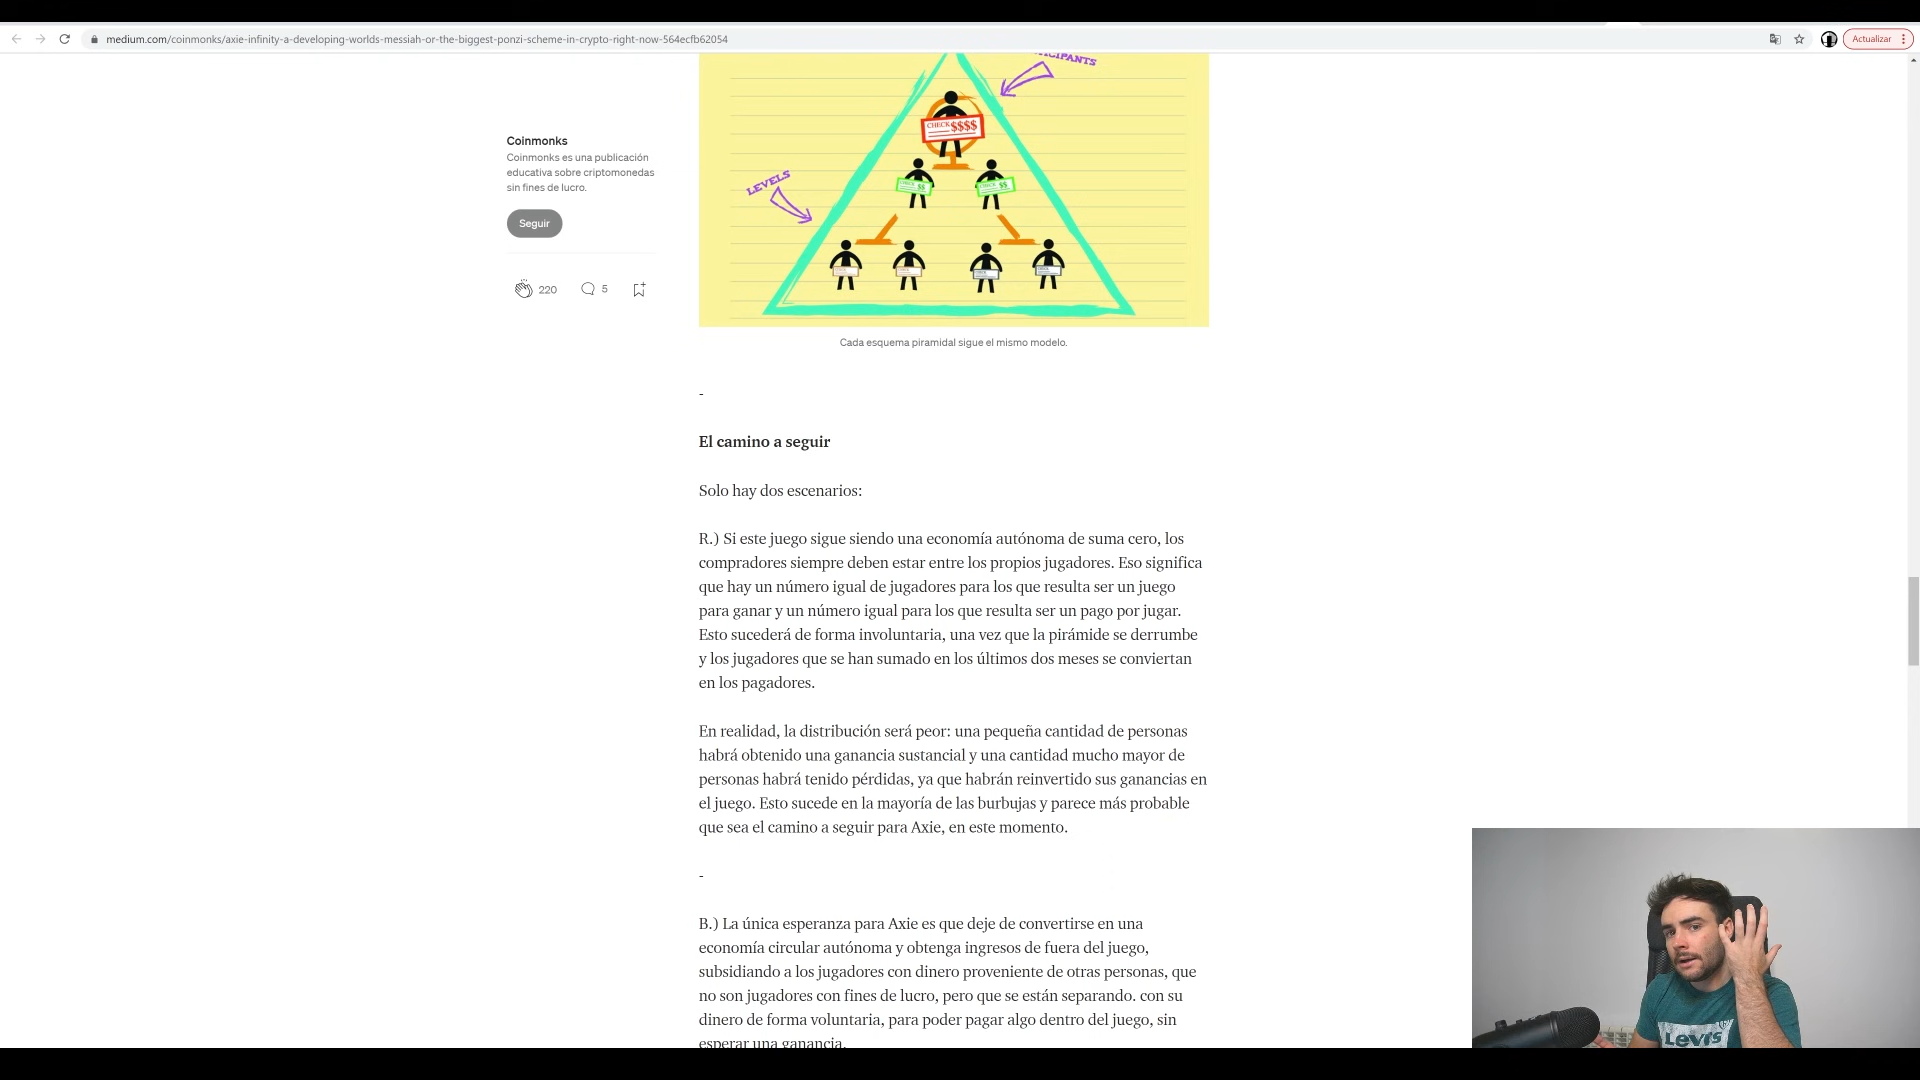 medium.com/coinmonks/axie-infinity-a-developing-worlds-messiah-or-the-biggest-ponzi-scheme-in-crypto-right-now-564ecfb62054
Actualizar
Coinmonks
Coinmonks es una publicación
educativa sobre criptomonedas
sin fines de lucro.
Seguir
220
5
LEVELS
CHECK $$$$
CHECK $$
CHECK $$
Cada esquema piramidal sigue el mismo modelo.
-
El camino a seguir
Solo hay dos escenarios:
R.) Si este juego sigue siendo una economía autónoma de suma cero, los
compradores siempre deben estar entre los propios jugadores. Eso significa
que hay un número igual de jugadores para los que resulta ser un juego
para ganar y un número igual para los que resulta ser un pago por jugar.
Esto sucederá de forma involuntaria, una vez que la pirámide se derrumbe
y los jugadores que se han sumado en los últimos dos meses se conviertan
en los pagadores.
En realidad, la distribución será peor: una pequeña cantidad de personas
habrá obtenido una ganancia sustancial y una cantidad mucho mayor de
personas habrá tenido pérdidas, ya que habrán reinvertido sus ganancias en
el juego. Esto sucede en la mayoría de las burbujas y parece más probable
que sea el camino a seguir para Axie, en este momento.
-
B.) La única esperanza para Axie es que deje de convertirse en una
economía circular autónoma y obtenga ingresos de fuera del juego,
subsidiando a los jugadores con dinero proveniente de otras personas, que
no son jugadores con fines de lucro, pero que se están separando. con su
dinero de forma voluntaria, para poder pagar algo dentro del juego, sin
esperar una ganancia.
Levi's